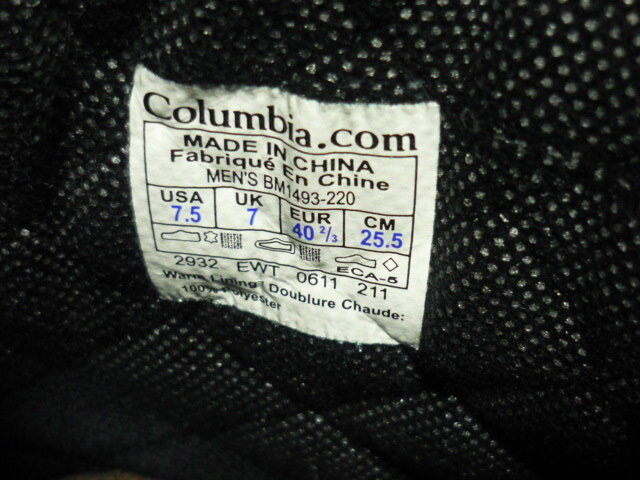 Columbia.com
MADE IN CHINA
Fabriqué En Chine
MEN'S BM1493-220
USA UK EUR CM
7.5 7 40 2/3 25.5
ECA-5
2932 EWT 0611 211
Warm Lining / Doublure Chaude:
100% Polyester